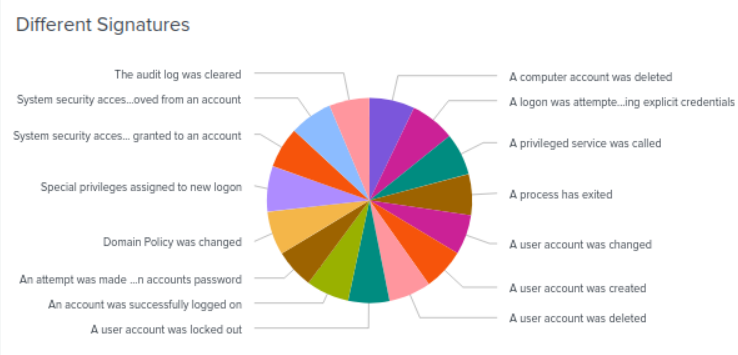 Different Signatures
The audit log was cleared
System security acces...oved from an account
System security acces... granted to an account
Special privileges assigned to new logon
Domain Policy was changed
An attempt was made ...n accounts password
An account was successfully logged on
A user account was locked out
A computer account was deleted
A logon was attempte...ing explicit credentials
A privileged service was called
A process has exited
A user account was changed
A user account was created
A user account was deleted